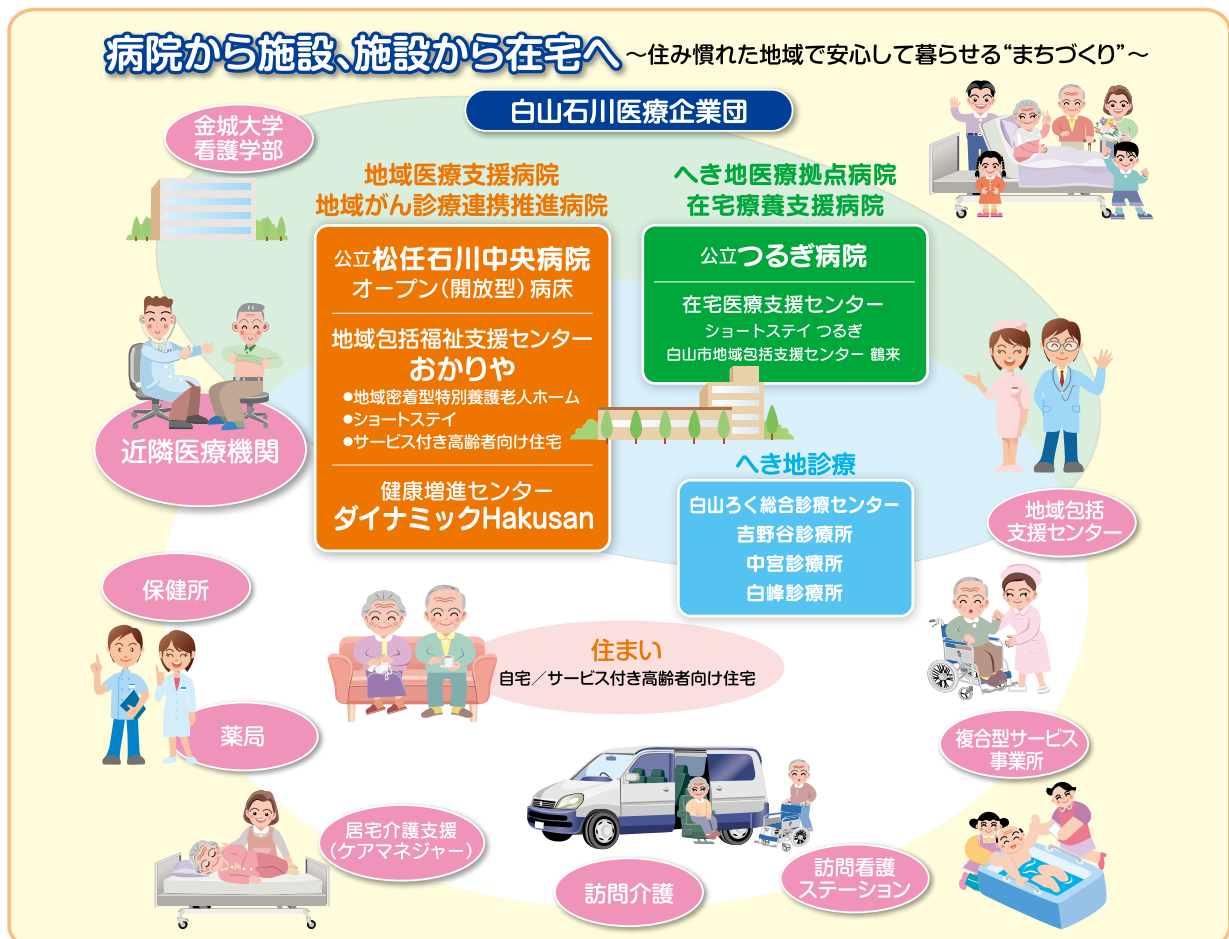 病院から施設、施設から在宅へ ～住み慣れた地域で安心して暮らせる“まちづくり”～
白山石川医療企業団
金城大学
看護学部
地域医療支援病院
地域がん診療連携推進病院
公立松任石川中央病院
オープン（開放型）病床
地域包括福祉支援センター
おかりや
●地域密着型特別養護老人ホーム
●ショートステイ
●サービス付き高齢者向け住宅
健康増進センター
ダイナミックHakusan
へき地医療拠点病院
在宅療養支援病院
公立つるぎ病院
在宅医療支援センター
ショートステイ つるぎ
白山市地域包括支援センター 鶴来
へき地診療
白山ろく総合診療センター
吉野谷診療所
中宮診療所
白峰診療所
近隣医療機関
地域包括
支援センター
保健所
住まい
自宅／サービス付き高齢者向け住宅
薬局
複合型サービス
事業所
居宅介護支援
（ケアマネジャー）
訪問介護
訪問看護
ステーション